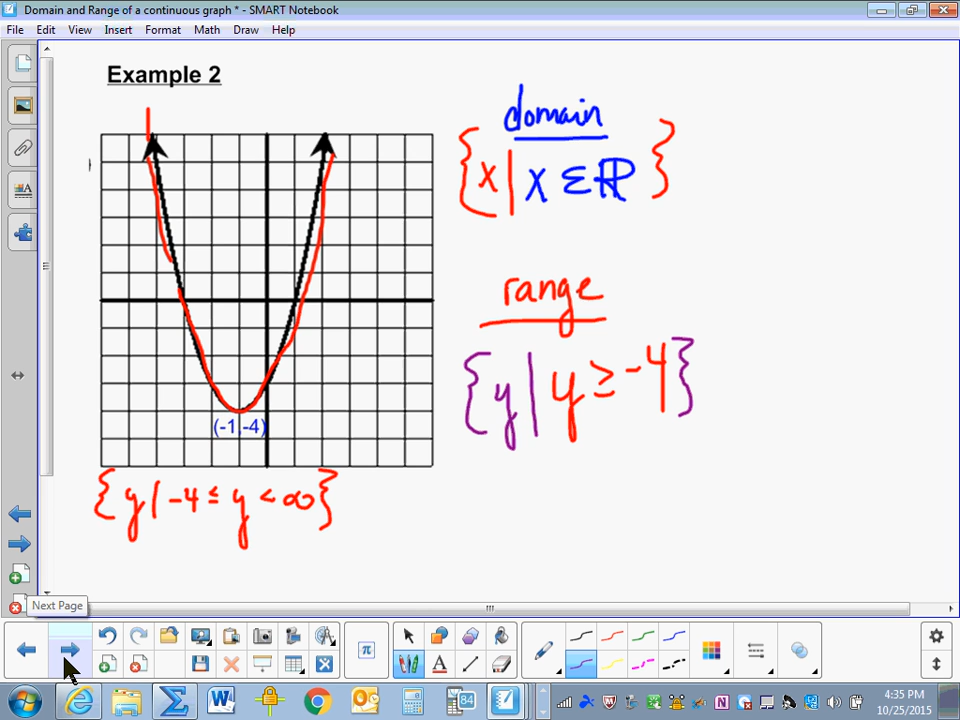 Domain and Range of a continuous graph * - SMART Notebook
File Edit View Insert Format Math Draw Help
Example 2
domain
{x | x ∈ ℝ}
range
{y | y ≥ -4}
(-1,-4)
{y | -4 ≤ y < ∞}
Next Page
π
A
84
4:35 PM
10/25/2015